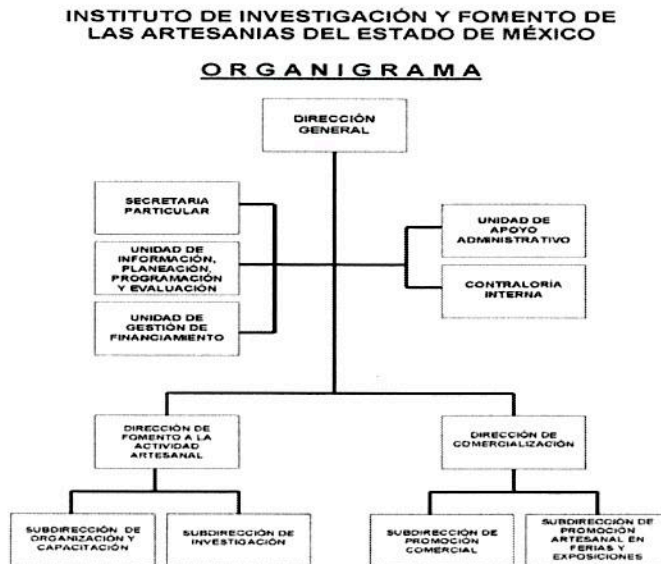 INSTITUTO DE INVESTIGACIÓN Y FOMENTO DE
LAS ARTESANIAS DEL ESTADO DE MÉXICO
ORGANIGRAMA
DIRECCIÓN
GENERAL
SECRETARIA
PARTICULAR
UNIDAD DE
INFORMACIÓN,
PLANEACIÓN,
PROGRAMACIÓN
Y EVALUACIÓN
UNIDAD DE
GESTIÓN DE
FINANCIAMIENTO
UNIDAD DE
APOYO
ADMINISTRATIVO
CONTRALORÍA
INTERNA
DIRECCIÓN DE
FOMENTO A LA
ACTIVIDAD
ARTESANAL
DIRECCIÓN DE
COMERCIALIZACIÓN
SUBDIRECCIÓN DE
ORGANIZACIÓN Y
CAPACITACIÓN
SUBDIRECCIÓN DE
INVESTIGACIÓN
SUBDIRECCIÓN DE
PROMOCIÓN
COMERCIAL
SUBDIRECCIÓN DE
PROMOCIÓN
ARTESANAL EN
FERIAS Y
EXPOSICIONES